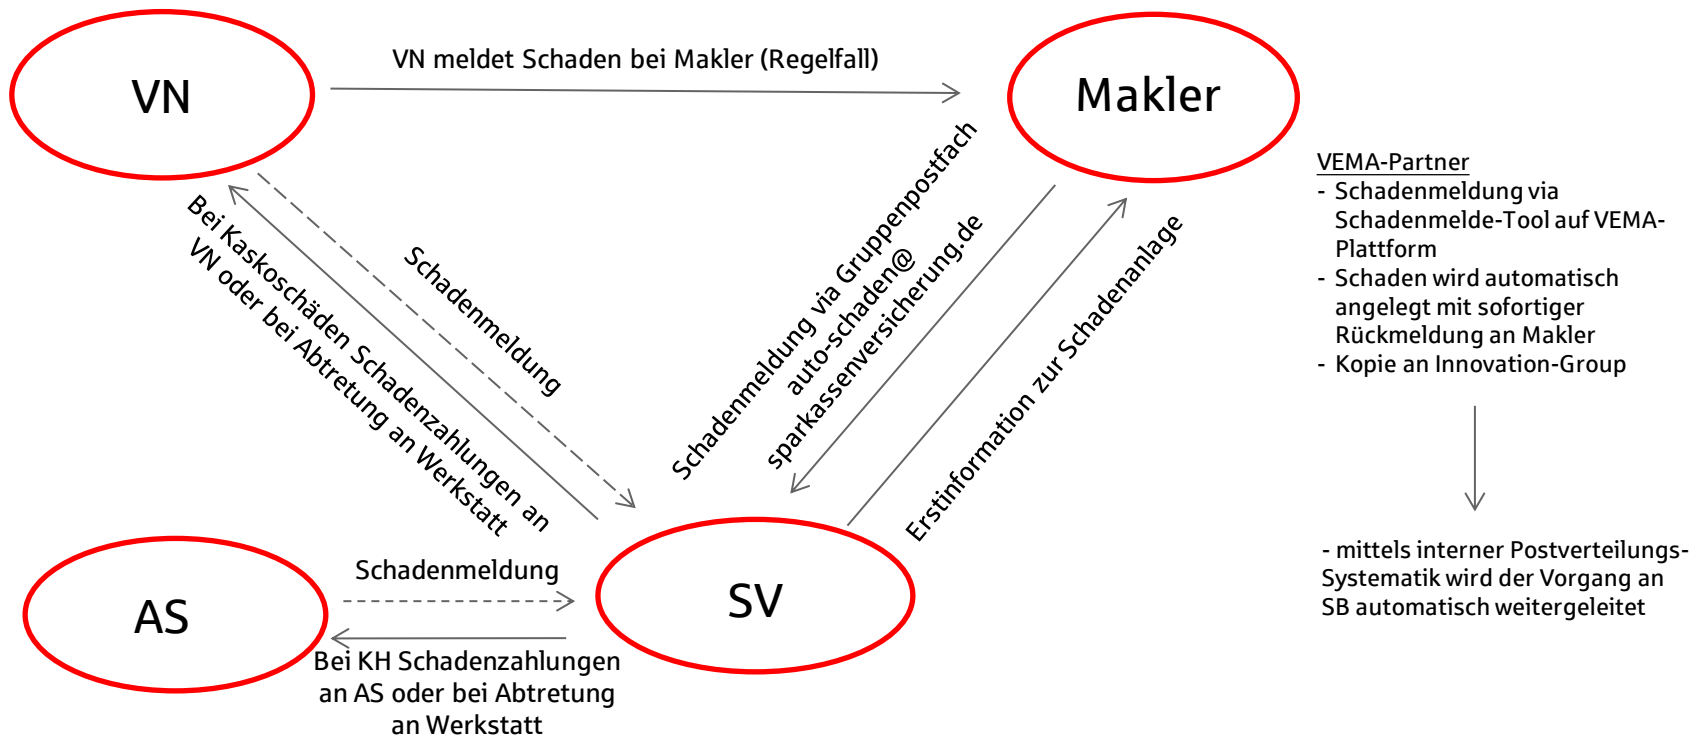 VN meldet Schaden bei Makler (Regelfall)
VN
Makler
VEMA-Partner
- Schadenmeldung via
Schadenmelde-Tool auf VEMA-
Plattform
- Schaden wird automatisch
angelegt mit sofortiger
Rückmeldung an Makler
- Kopie an Innovation-Group
- mittels interner Postverteilungs-
Systematik wird der Vorgang an
SB automatisch weitergeleitet
Schadenmeldung
Bei Kaskoschäden Schadenzahlungen an
VN oder bei Abtretung an Werkstatt
Schadenmeldung via Gruppenpostfach
auto-schaden@
sparkassenversicherung.de
Erstinformation zur Schadenanlage
AS
Schadenmeldung
SV
Bei KH Schadenzahlungen
an AS oder bei Abtretung
an Werkstatt